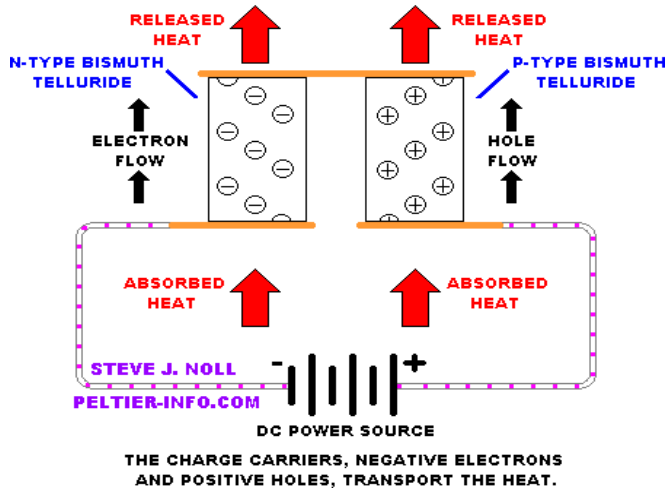 RELEASED
HEAT
RELEASED
HEAT
N-TYPE BISMUTH
TELLURIDE
P-TYPE BISMUTH
TELLURIDE
ELECTRON
FLOW
HOLE
FLOW
ABSORBED
HEAT
ABSORBED
HEAT
STEVE J. NOLL
PELTIER-INFO.COM
- +
DC POWER SOURCE
THE CHARGE CARRIERS, NEGATIVE ELECTRONS
AND POSITIVE HOLES, TRANSPORT THE HEAT.